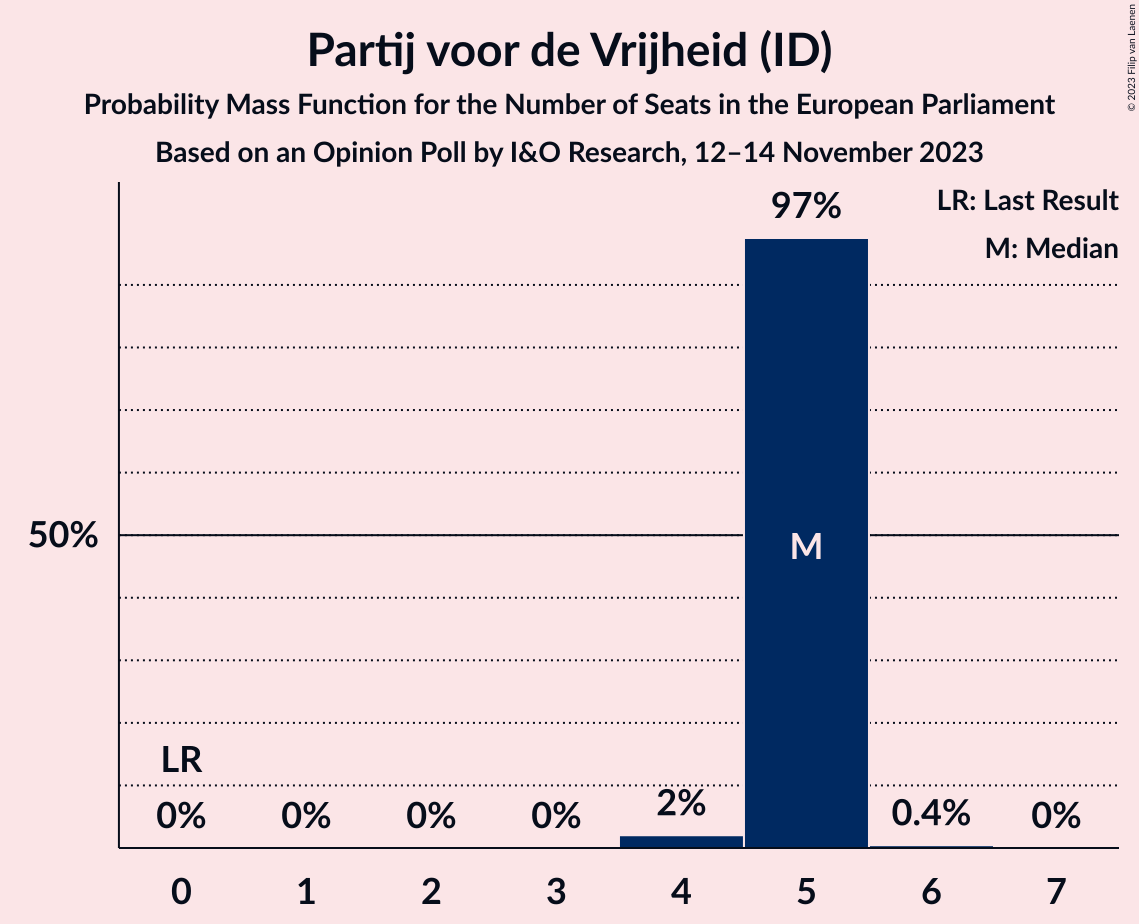 Partij voor de Vrijheid (ID)
Probability Mass Function for the Number of Seats in the European Parliament
Based on an Opinion Poll by I&O Research, 12–14 November 2023
© 2023 Filip van Laenen
LR: Last Result
M: Median
97%
50%
M
LR
0% 0% 0% 0% 2% 0.4% 0%
0 1 2 3 4 5 6 7